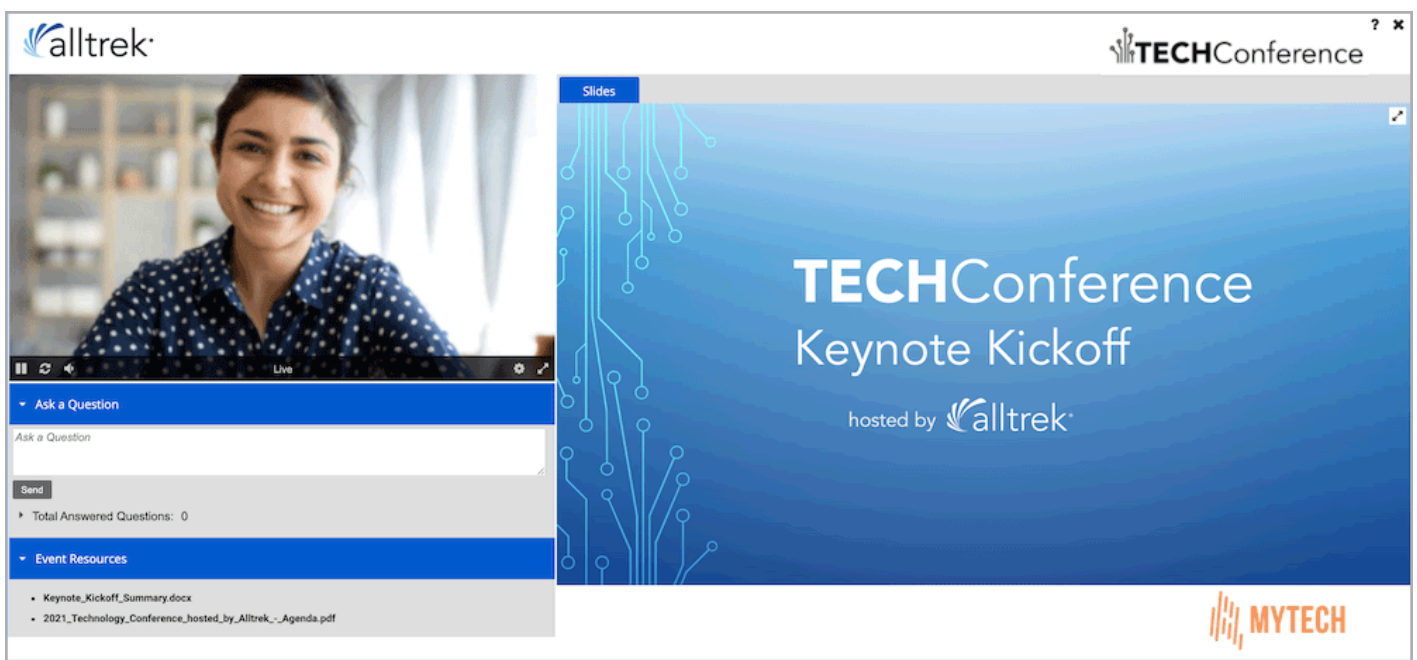 alltrek
TECHConference
? ✖
Slides
TECHConference
Keynote Kickoff
hosted by alltrek
Live
Ask a Question
Ask a Question
Send
Total Answered Questions: 0
Event Resources
Keynote_Kickoff_Summary.docx
2021_Technology_Conference_hosted_by_Alltrek_-_Agenda.pdf
MYTECH